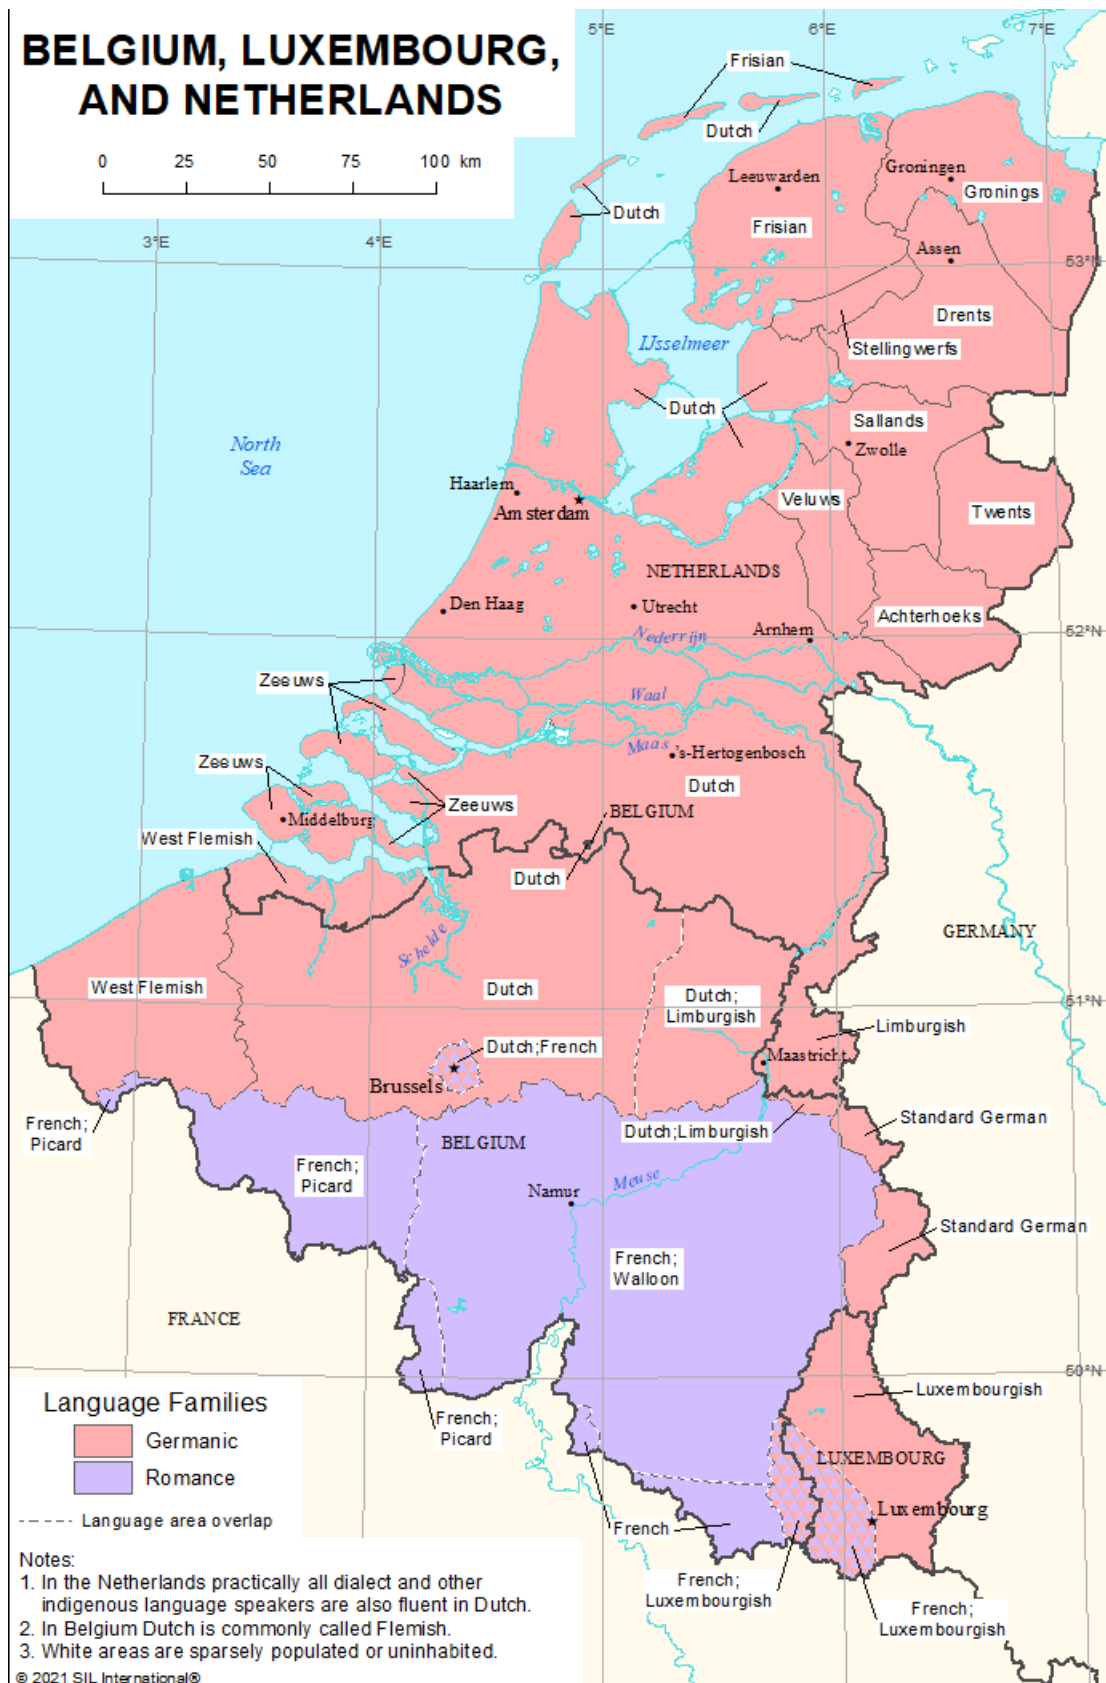 BELGIUM, LUXEMBOURG,
AND NETHERLANDS
0 25 50 75 100 km
5°E
6°E
7°E
3°E
4°E
Frisian
Dutch
Leeuwarden
Groningen
Gronings
Dutch
Frisian
Assen
53°N
Drents
IJsselmeer
Stellingwerfs
Dutch
Sallands
Zwolle
North
Sea
Haarlem
Amsterdam
Veluws
Twents
NETHERLANDS
Den Haag
Utrecht
Achterhoeks
Arnhem
52°N
Nederrijn
Zeeuws
Waal
Maas
's-Hertogenbosch
Zeeuws
Dutch
Zeeuws
BELGIUM
Middelburg
West Flemish
Dutch
Schelde
GERMANY
West Flemish
Dutch
Dutch;
Limburgish
51°N
Limburgish
Dutch;French
Maastricht
Brussels
French;
Picard
Standard German
Dutch;Limburgish
BELGIUM
French;
Picard
Meuse
Namur
Standard German
French;
Walloon
FRANCE
50°N
Luxembourgish
French;
Picard
LUXEMBOURG
Luxembourg
French
French;
Luxembourgish
French;
Luxembourgish
Language Families
Germanic
Romance
Language area overlap
Notes:
1. In the Netherlands practically all dialect and other
indigenous language speakers are also fluent in Dutch.
2. In Belgium Dutch is commonly called Flemish.
3. White areas are sparsely populated or uninhabited.
© 2021 SIL International®